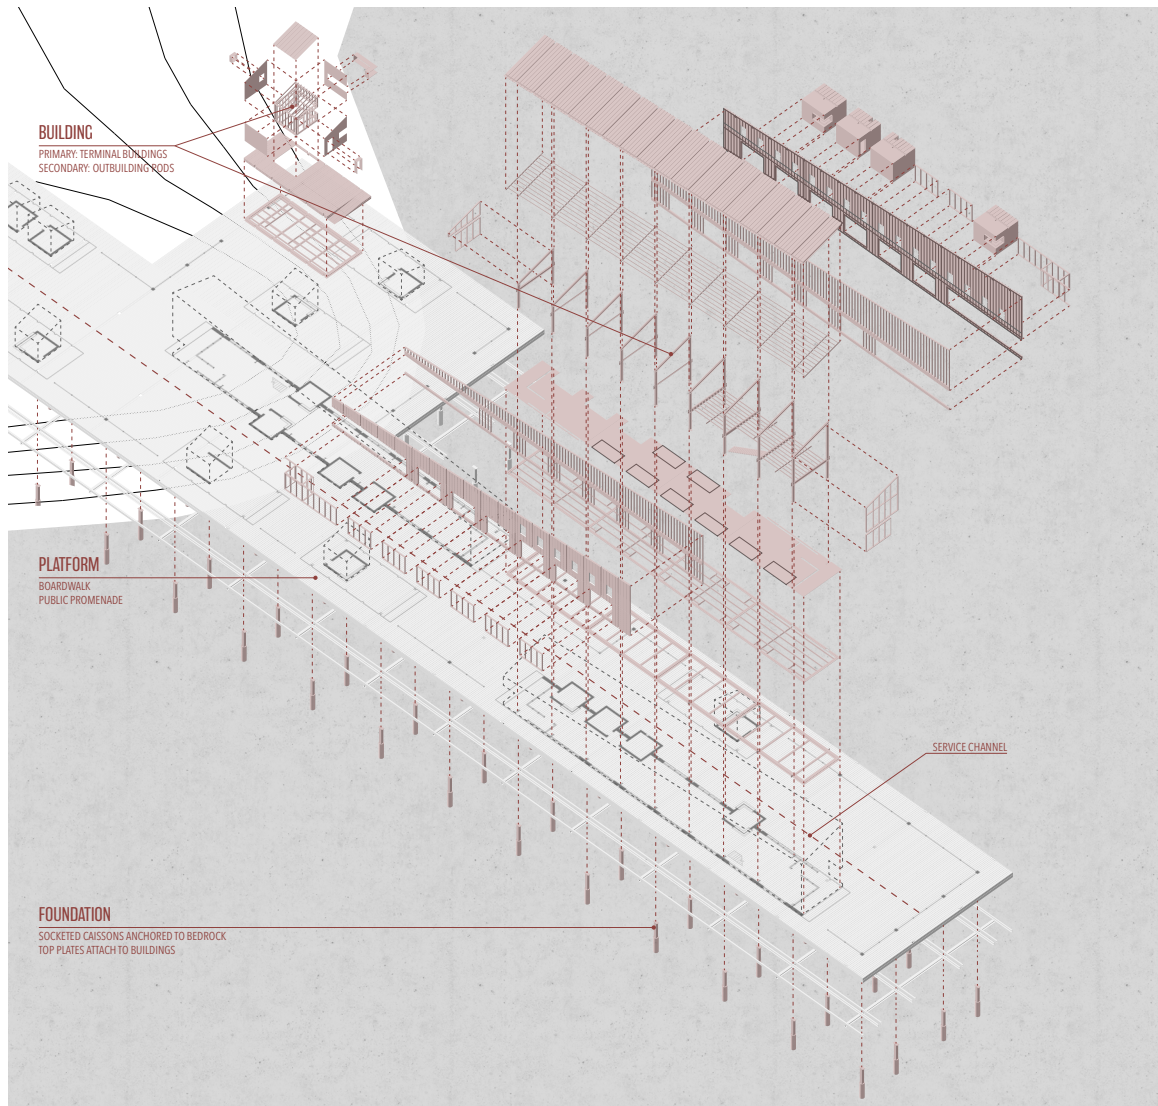 BUILDING
PRIMARY: TERMINAL BUILDINGS
SECONDARY: OUTBUILDING PODS
PLATFORM
BOARDWALK
PUBLIC PROMENADE
SERVICE CHANNEL
FOUNDATION
SOCKETED CAISSONS ANCHORED TO BEDROCK
TOP PLATES ATTACH TO BUILDINGS